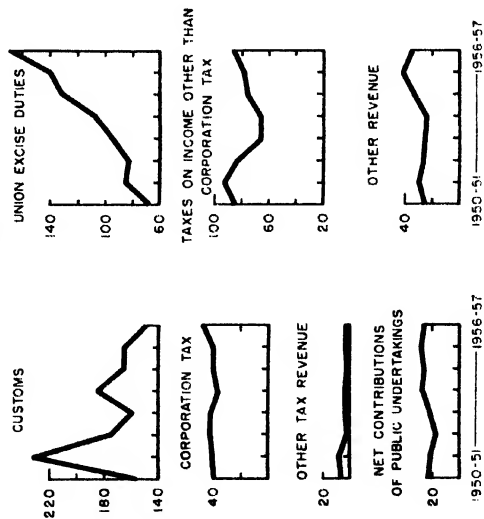 CUSTOMS
220
180
140
UNION EXCISE DUTIES
140
100
60
CORPORATION TAX
40
TAXES ON INCOME OTHER THAN
CORPORATION TAX
100
60
20
OTHER TAX REVENUE
20
NET CONTRIBUTIONS
OF PUBLIC UNDERTAKINGS
20
1950-51——1956-57
OTHER REVENUE
40
1950-51——1956-57